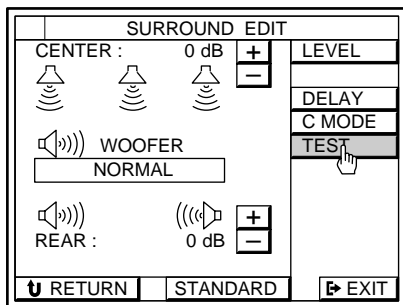 SURROUND EDIT
CENTER : 0 dB +
−
LEVEL
DELAY
C MODE
TEST
WOOFER
NORMAL
+
REAR : 0 dB −
RETURN STANDARD EXIT